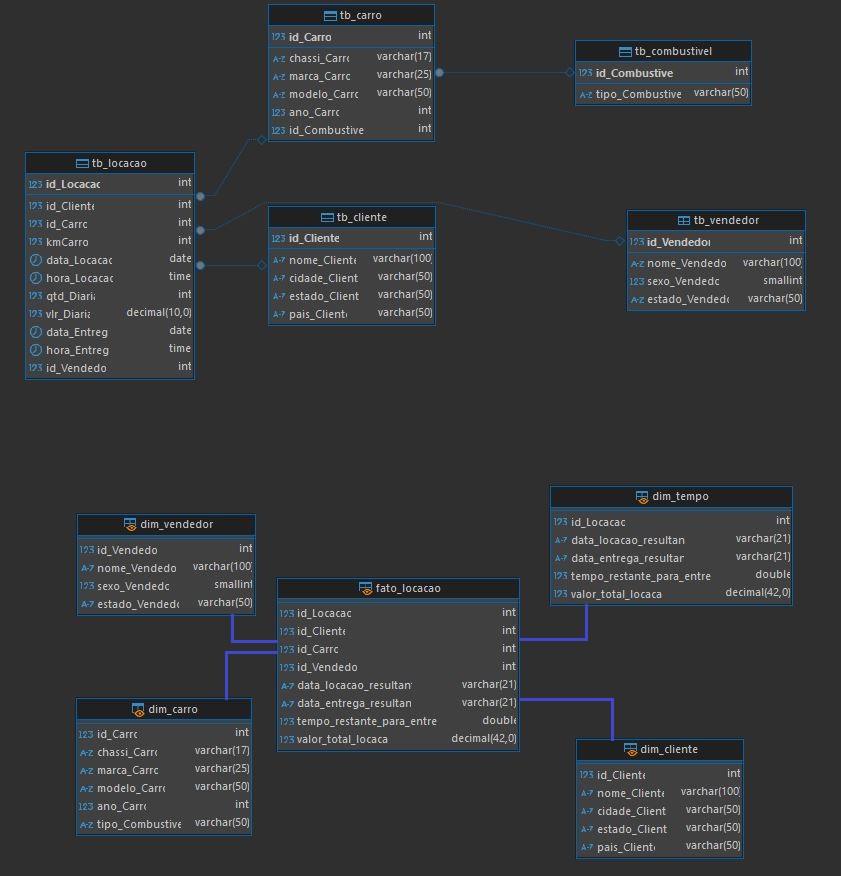 tb_carro
123 id_Carro int
A-Z chassi_Carro varchar(17)
A-Z marca_Carro varchar(25)
A-Z modelo_Carro varchar(50)
123 ano_Carro int
123 id_Combustive int
tb_combustivel
123 id_Combustive int
A-Z tipo_Combustive varchar(50)
tb_locacao
123 id_Locacac int
123 id_Cliente int
123 id_Carro int
123 kmCarro int
data_Locacac date
hora_Locacac time
123 qtd_Diaria int
123 vlr_Diaria decimal(10,0)
data_Entreg date
hora_Entreg time
123 id_Vendedo int
tb_cliente
123 id_Cliente int
A-Z nome_Cliente varchar(100)
A-Z cidade_Client varchar(50)
A-Z estado_Client varchar(50)
A-Z pais_Cliente varchar(50)
tb_vendedor
123 id_Vendedor int
A-Z nome_Vendedo varchar(100)
123 sexo_Vendedc smallint
A-Z estado_Vendedc varchar(50)
dim_vendedor
123 id_Vendedo int
A-Z nome_Vendedo varchar(100)
123 sexo_Vendedc smallint
A-Z estado_Vendedc varchar(50)
dim_tempo
123 id_Locacac int
A-Z data_locacao_resultan varchar(21)
A-Z data_entrega_resultan varchar(21)
123 tempo_restante_para_entre double
123 valor_total_locaca decimal(42,0)
fato_locacao
123 id_Locacac int
123 id_Cliente int
123 id_Carro int
123 id_Vendedo int
A-Z data_locacao_resultan varchar(21)
A-Z data_entrega_resultan varchar(21)
123 tempo_restante_para_entre double
123 valor_total_locaca decimal(42,0)
dim_carro
123 id_Carro int
A-Z chassi_Carro varchar(17)
A-Z marca_Carro varchar(25)
A-Z modelo_Carro varchar(50)
123 ano_Carro int
A-Z tipo_Combustive varchar(50)
dim_cliente
123 id_Cliente int
A-Z nome_Cliente varchar(100)
A-Z cidade_Client varchar(50)
A-Z estado_Client varchar(50)
A-Z pais_Cliente varchar(50)